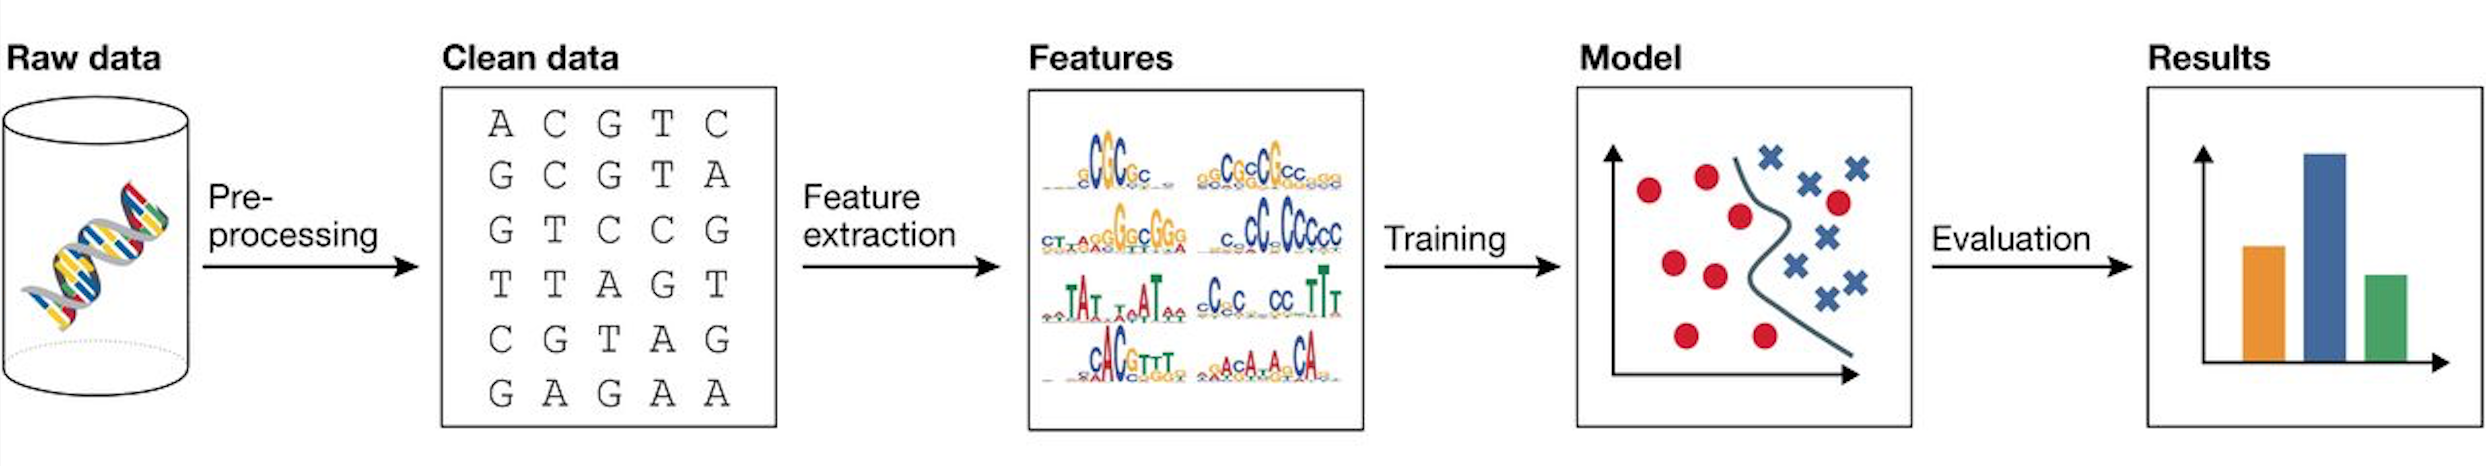 Raw data
Pre-
processing
Clean data
A C G T C
G C G T A
G T C C G
T T A G T
C G T A G
G A G A A
Feature
extraction
Features
Training
Model
Evaluation
Results